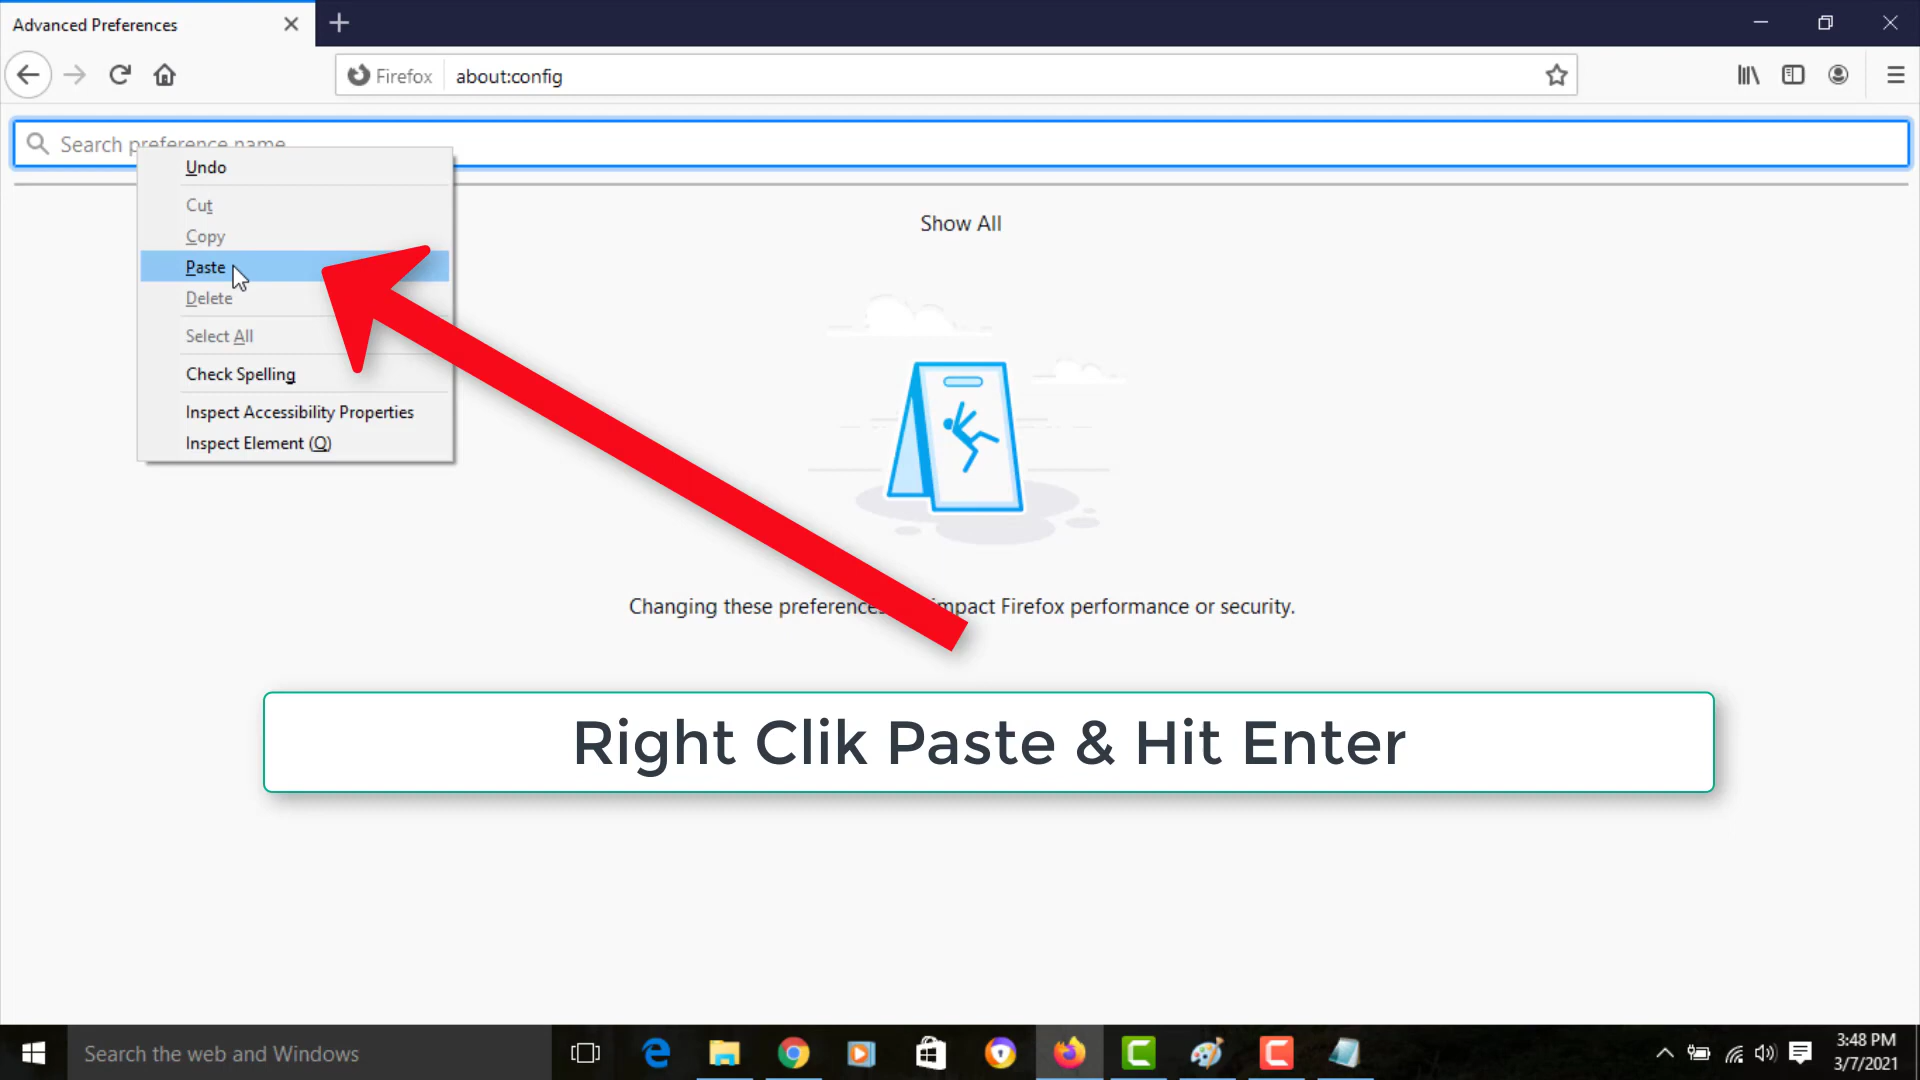 Advanced Preferences
Firefox
about:config
Search preference name
Undo
Cut
Copy
Paste
Delete
Select All
Check Spelling
Inspect Accessibility Properties
Inspect Element (Q)
Show All
Changing these preferences impact Firefox performance or security.
Right Clik Paste & Hit Enter
Search the web and Windows
3:48 PM
3/7/2021